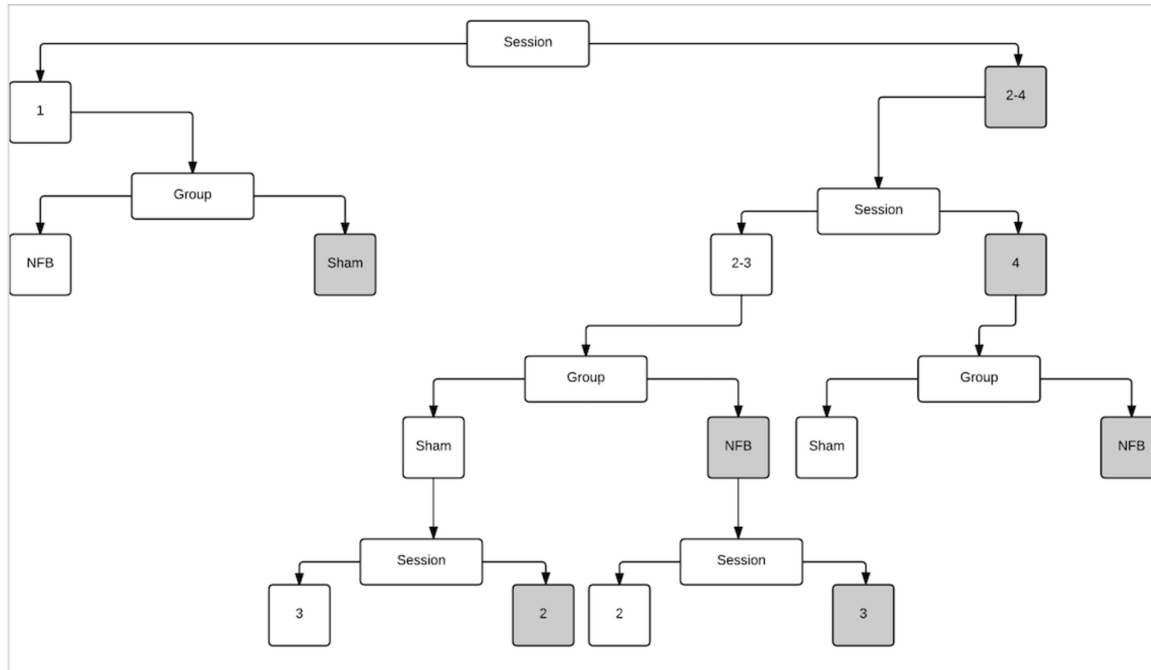 Session
1
2-4
Group
Session
NFB
Sham
2-3
4
Group
Group
Sham
NFB
Sham
NFB
Session
Session
3
2
2
3